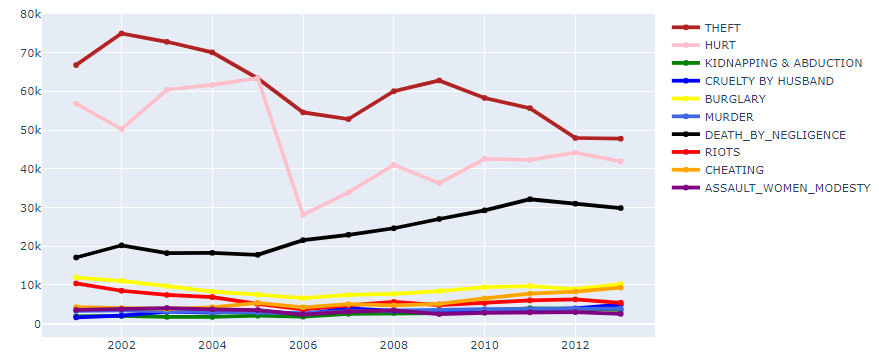 80k
70k
60k
50k
40k
30k
20k
10k
0
2002 2004 2006 2008 2010 2012
THEFT
HURT
KIDNAPPING & ABDUCTION
CRUELTY BY HUSBAND
BURGLARY
MURDER
DEATH_BY_NEGLIGENCE
RIOTS
CHEATING
ASSAULT_WOMEN_MODESTY